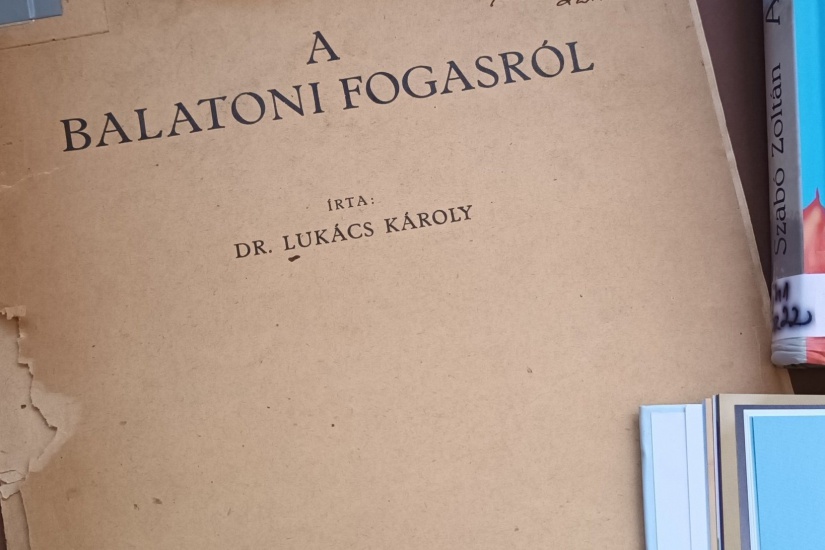 A
BALATONI FOGASRÓL
ÍRTA:
DR. LUKÁCS KÁROLY
Szabó Zoltán